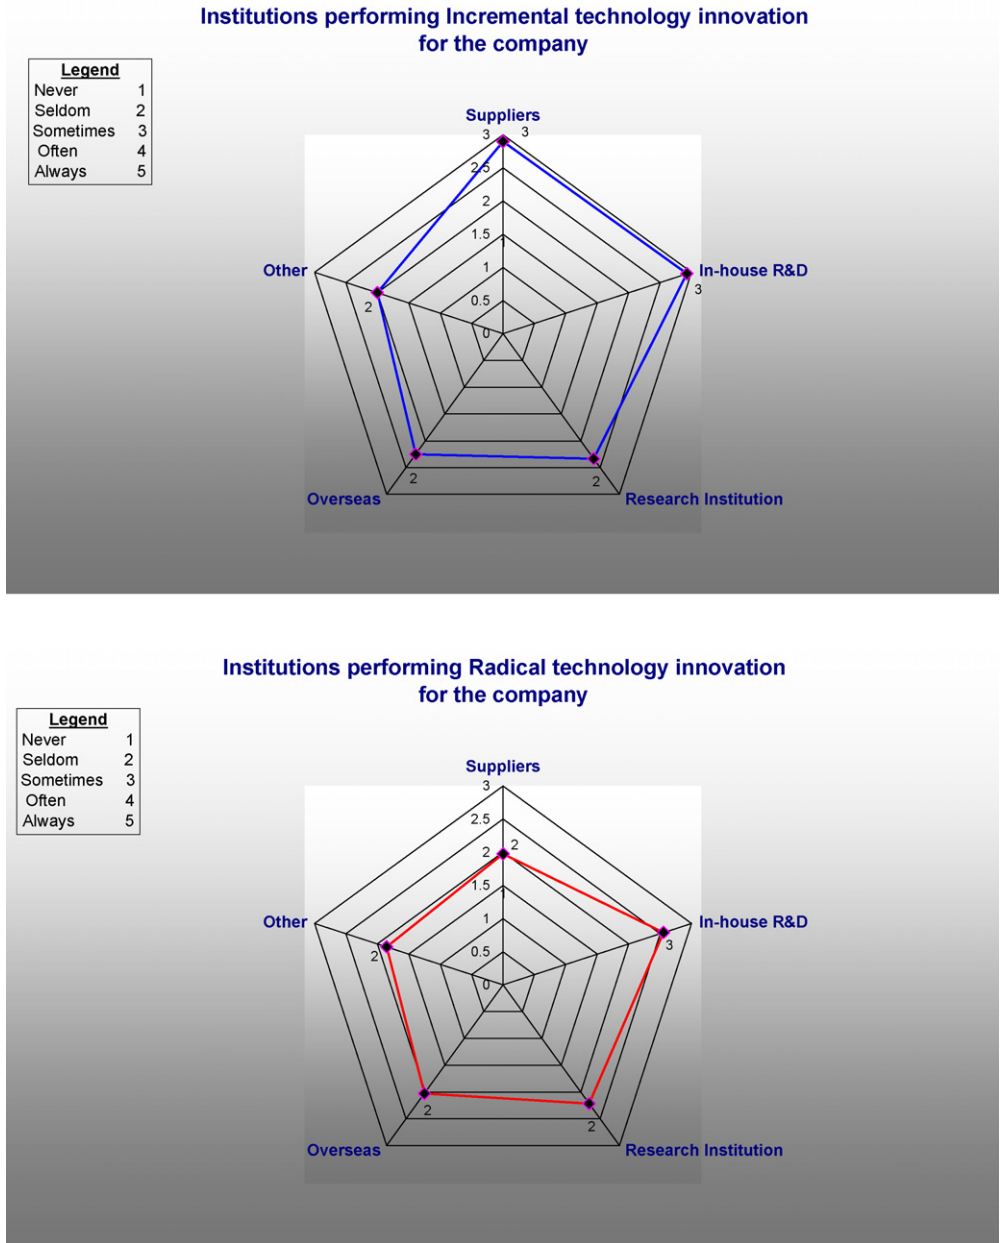 Institutions performing Incremental technology innovation
for the company
Legend
Never 1
Seldom 2
Sometimes 3
Often 4
Always 5
Suppliers
3 3
2.5
2
1.5
1
0.5
0
Other
In-house R&D
3
2
Overseas
2
2
Research Institution
Institutions performing Radical technology innovation
for the company
Legend
Never 1
Seldom 2
Sometimes 3
Often 4
Always 5
Suppliers
3
2.5
2 2
1.5
1
0.5
0
Other
In-house R&D
3
2
Overseas
2
2
Research Institution